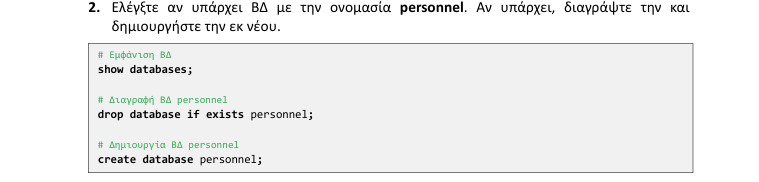 2. Ελέγξτε αν υπάρχει ΒΔ με την ονομασία personnel. Αν υπάρχει, διαγράψτε την και
δημιουργήστε την εκ νέου.
# Εμφάνιση ΒΔ
show databases;
# Διαγραφή ΒΔ personnel
drop database if exists personnel;
# Δημιουργία ΒΔ personnel
create database personnel;